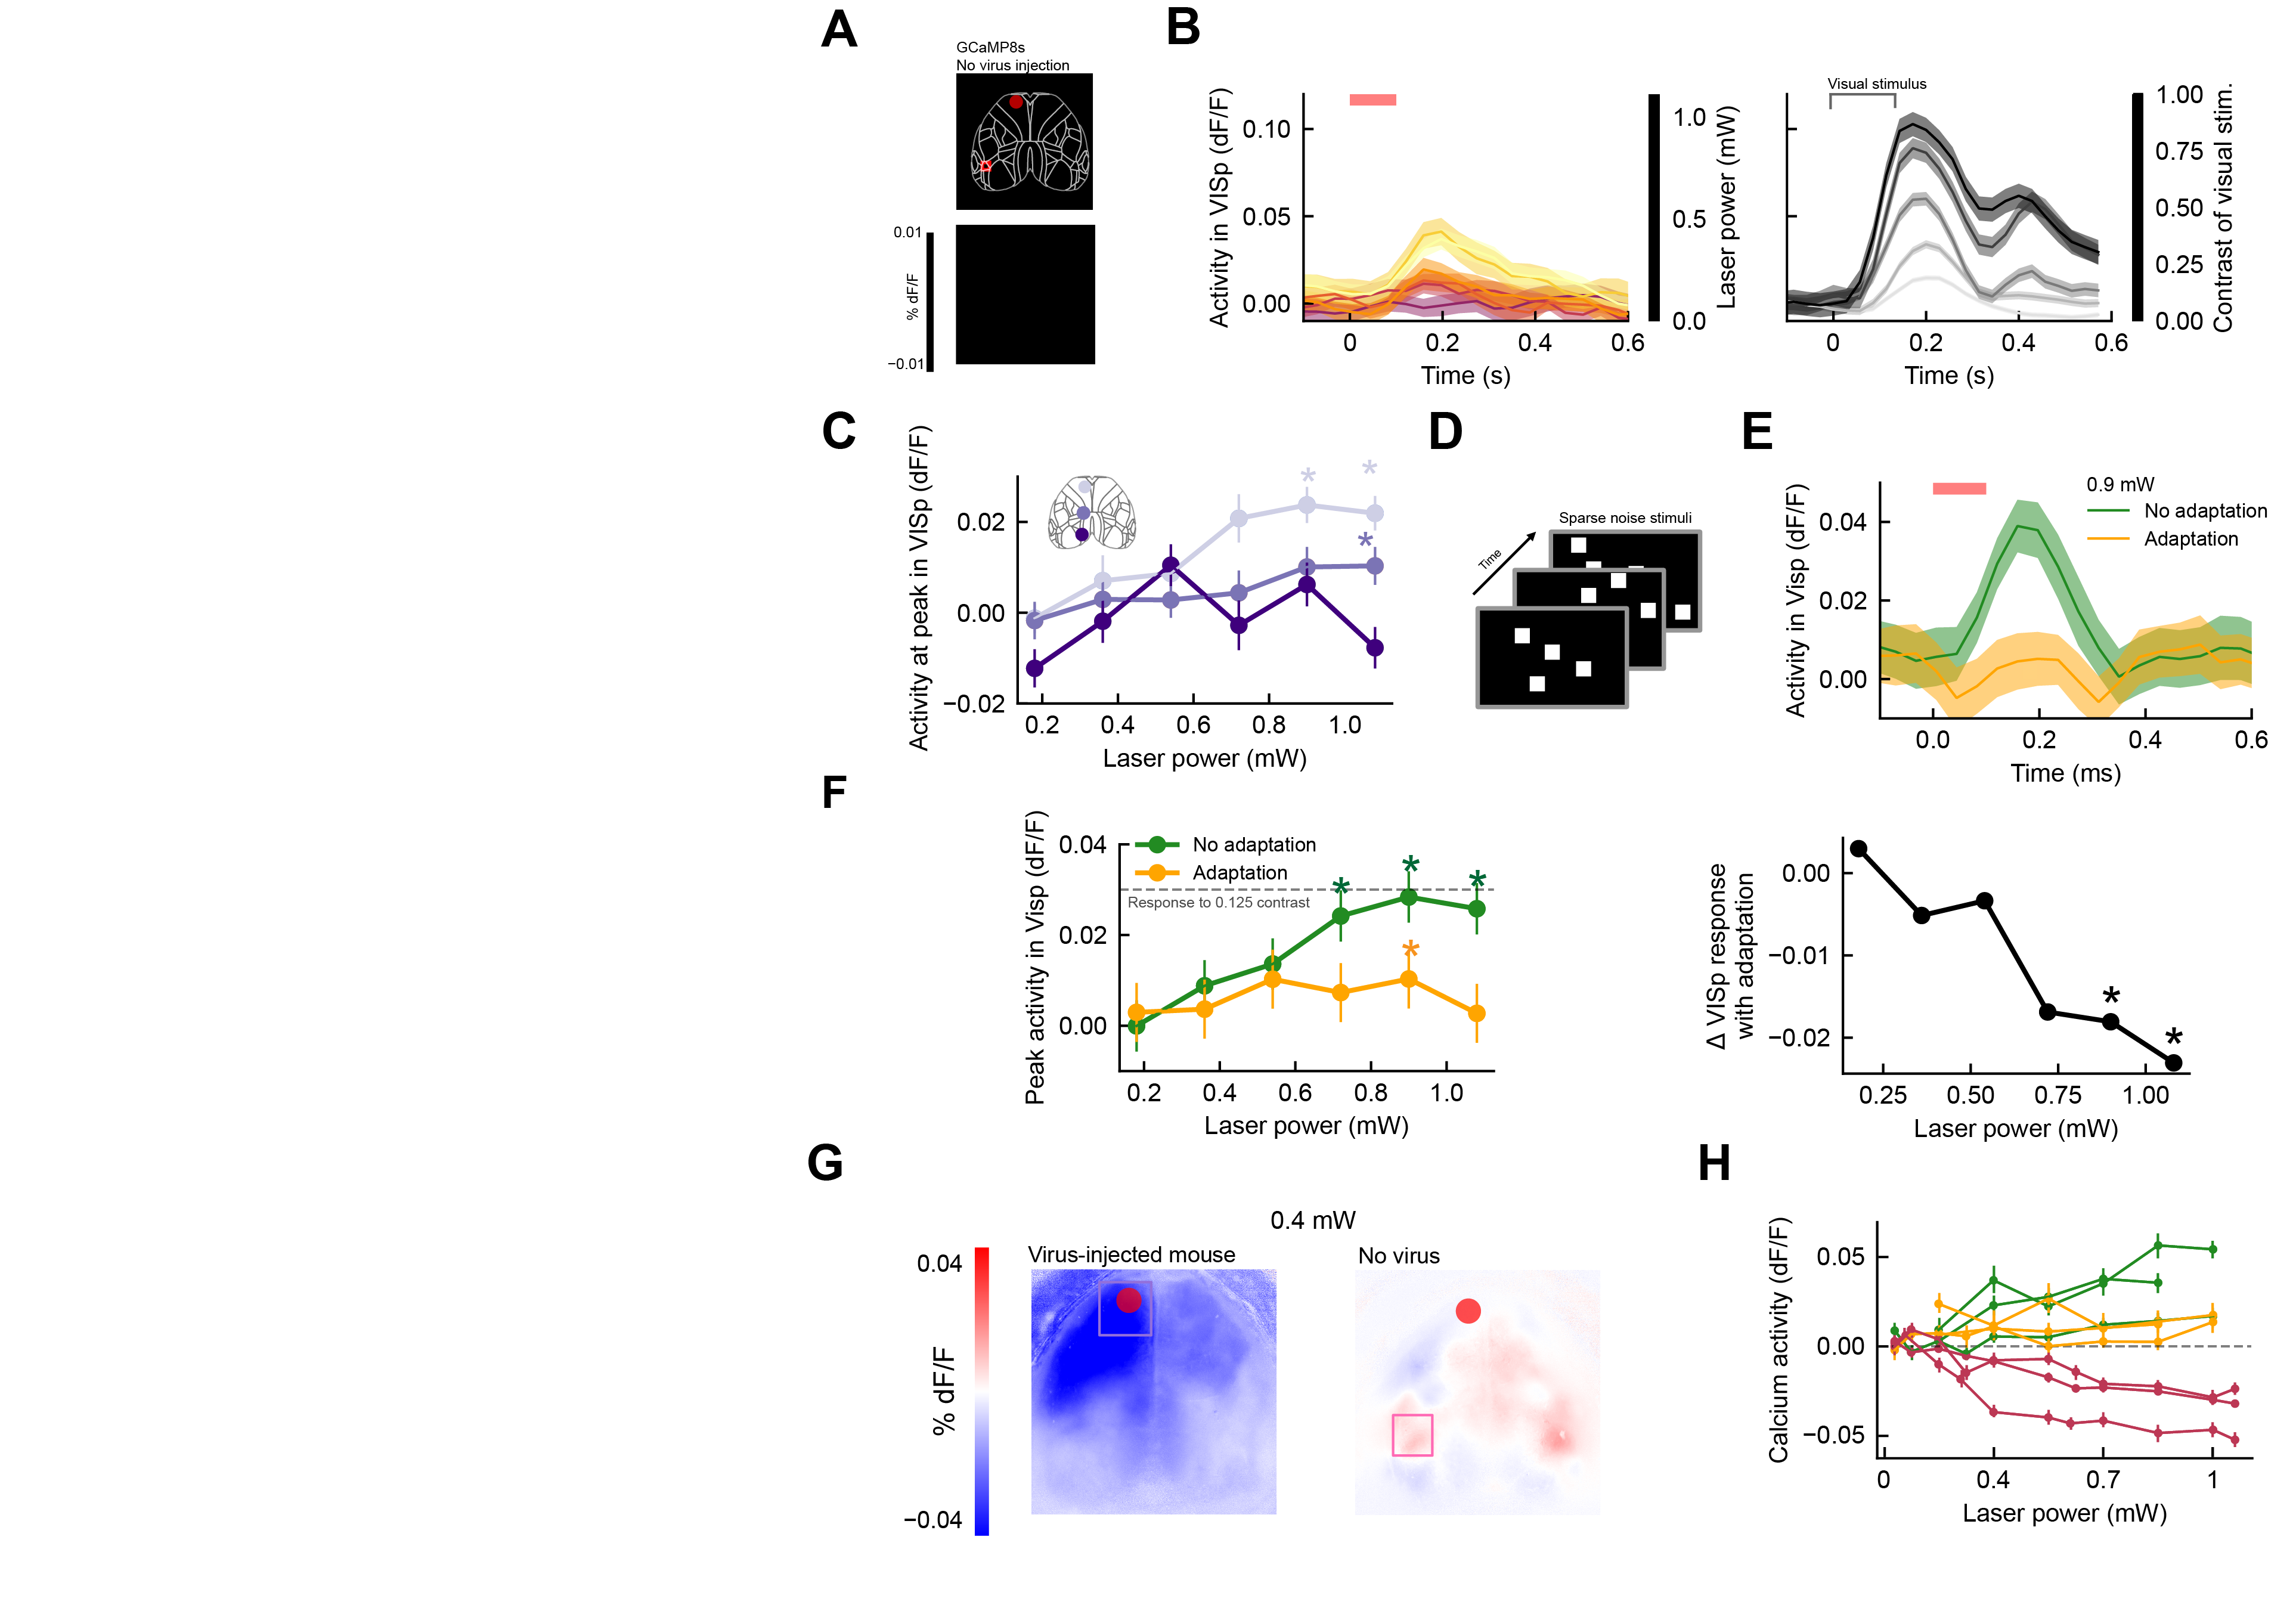 A
GCaMP8s
No virus injection
0.01
% dF/F
−0.01
B
Activity in VISp (dF/F)
0.10
0.05
0.00
0
0.2
0.4
0.6
Time (s)
1.0
0.5
0.0
Laser power (mW)
Visual stimulus
0
0.2
0.4
0.6
Time (s)
1.00
0.75
0.50
0.25
0.00
Contrast of visual stim.
C
Activity at peak in VISp (dF/F)
0.02
0.00
−0.02
* *
*
0.2
0.4
0.6
0.8
1.0
Laser power (mW)
D
Sparse noise stimuli
Time
E
Activity in Visp (dF/F)
0.04
0.02
0.00
0.9 mW
No adaptation
Adaptation
0.0
0.2
0.4
0.6
Time (ms)
F
Peak activity in Visp (dF/F)
0.04
0.02
0.00
No adaptation
Adaptation
Response to 0.125 contrast
* * *
*
0.2
0.4
0.6
0.8
1.0
Laser power (mW)
Δ VISp response
with adaptation
0.00
−0.01
−0.02
*
*
0.25
0.50
0.75
1.00
Laser power (mW)
G
0.4 mW
0.04
% dF/F
−0.04
Virus-injected mouse
No virus
H
Calcium activity (dF/F)
0.05
0.00
−0.05
0
0.4
0.7
1
Laser power (mW)